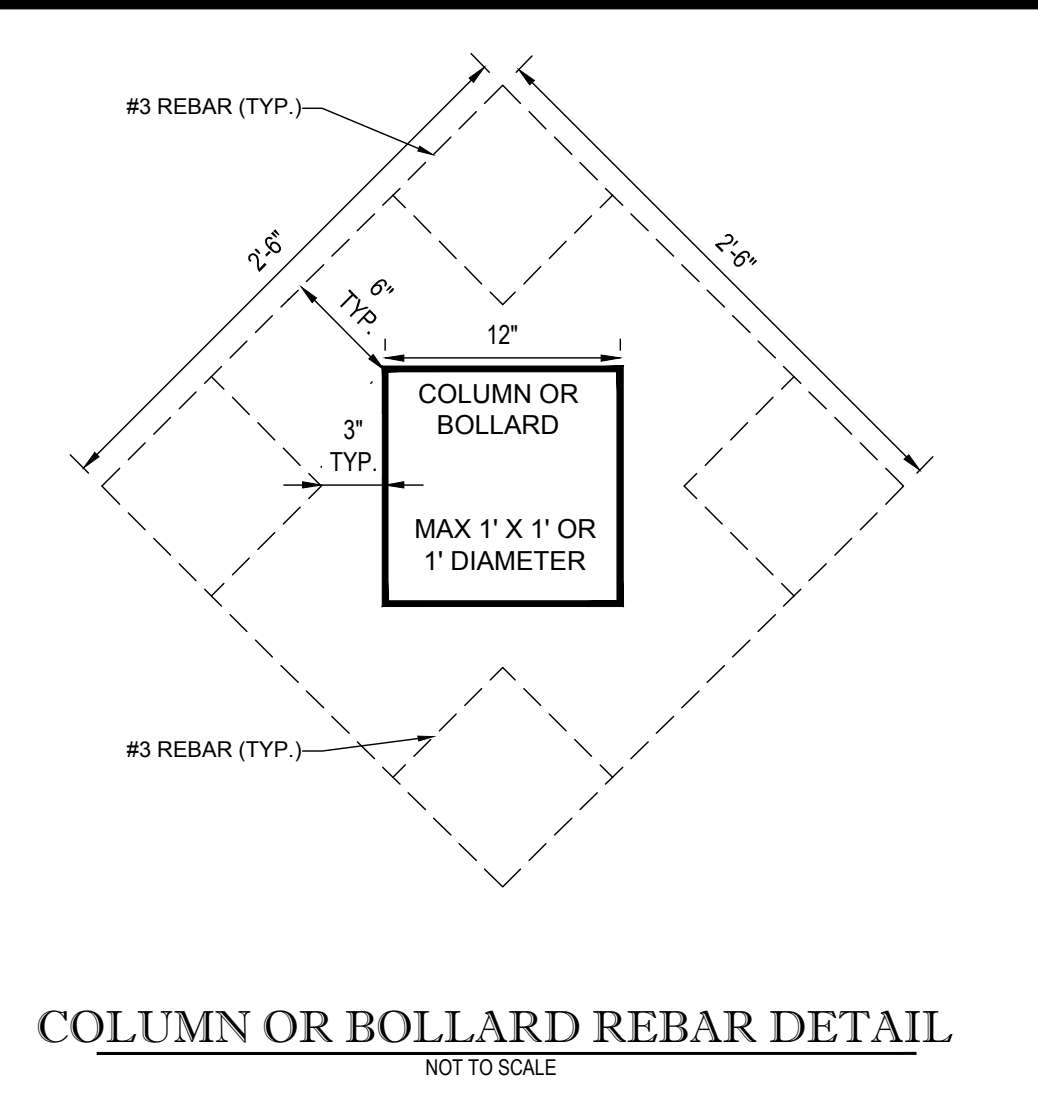 #3 REBAR (TYP.)
2'-6"
2'-6"
6"
TYP.
12"
COLUMN OR
BOLLARD
3"
TYP.
MAX 1' X 1' OR
1' DIAMETER
#3 REBAR (TYP.)
COLUMN OR BOLLARD REBAR DETAIL
NOT TO SCALE